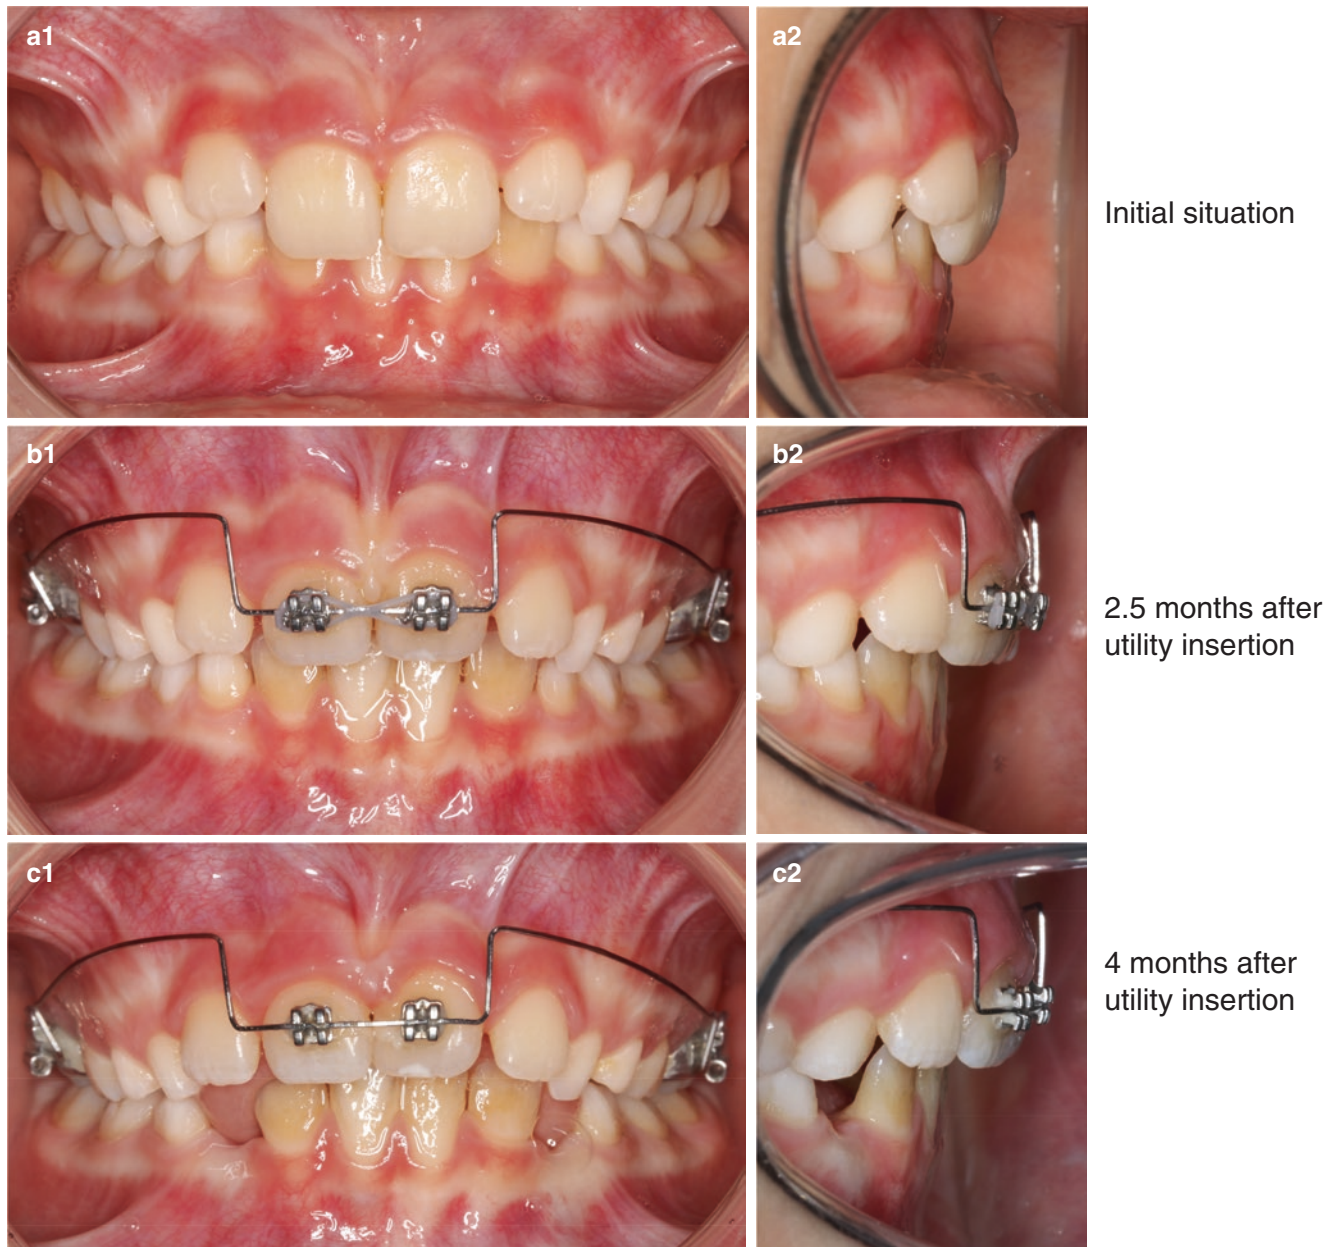 a1
a2
Initial situation
b1
b2
2.5 months after
utility insertion
c1
c2
4 months after
utility insertion